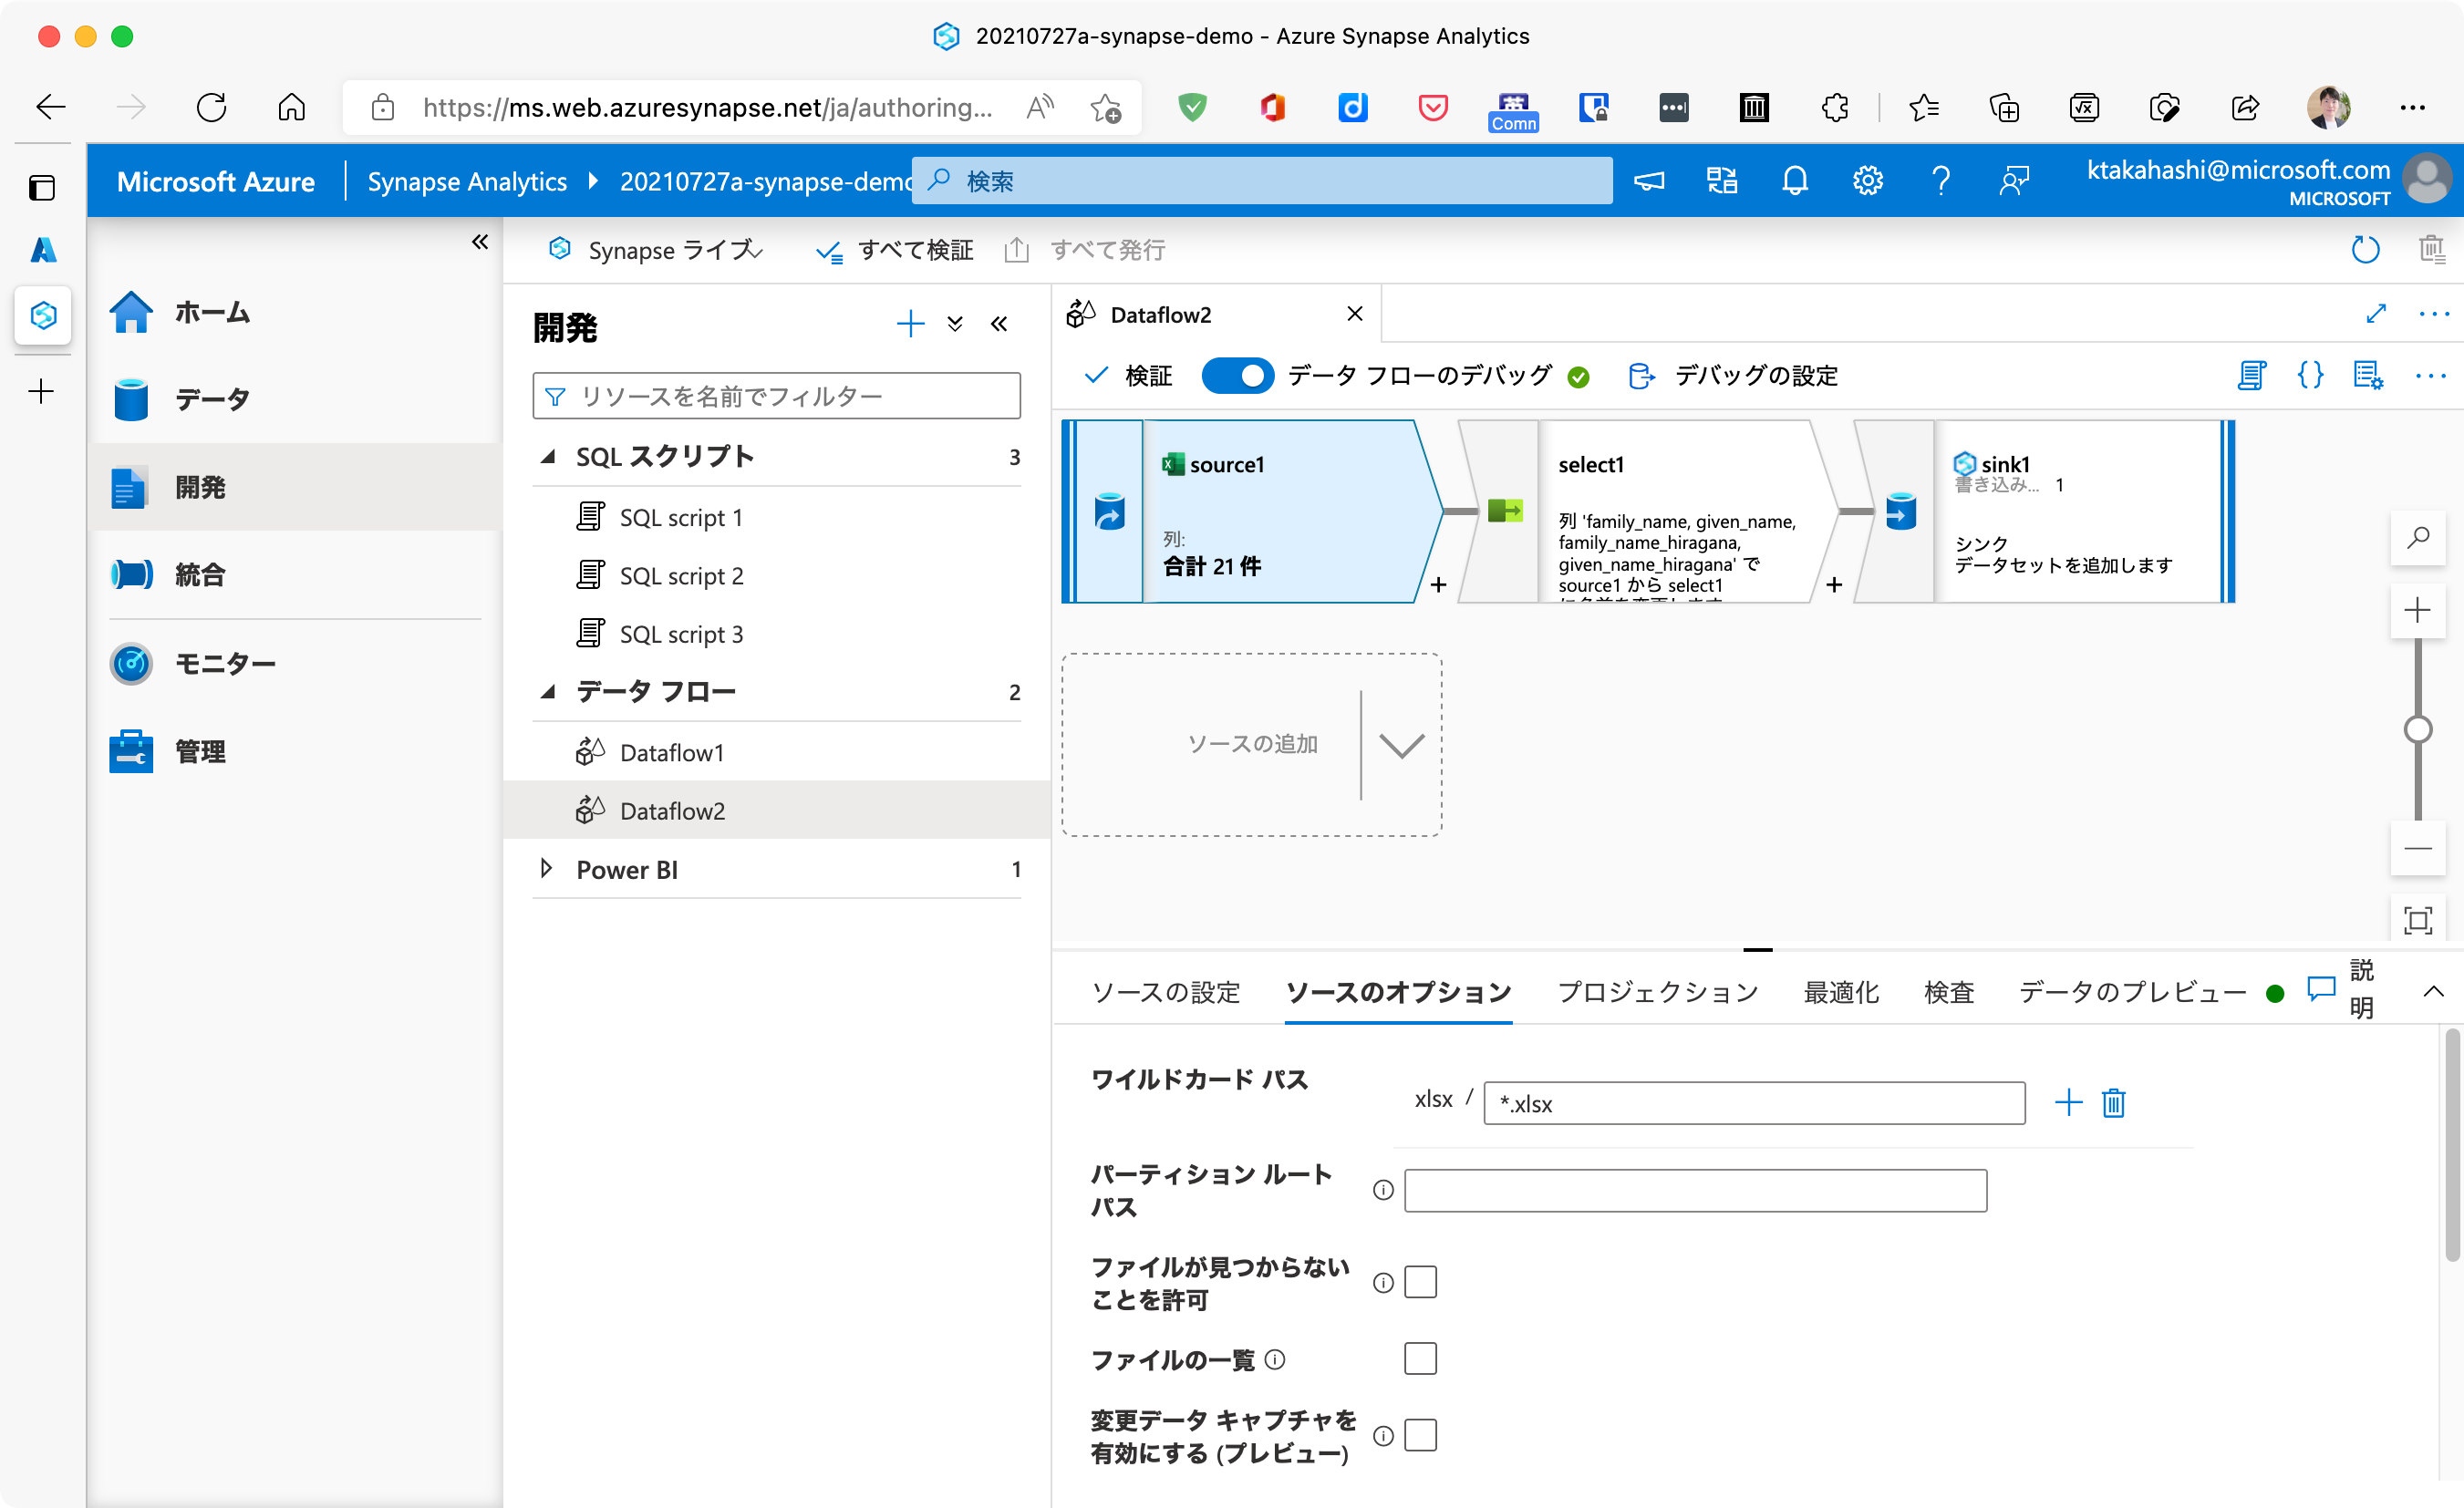 20210727a-synapse-demo - Azure Synapse Analytics
https://ms.web.azuresynapse.net/ja/authoring...
英
Comn
Microsoft Azure
Synapse Analytics
20210727a-synapse-demo
検索
ktakahashi@microsoft.com
MICROSOFT
ホーム
データ
開発
統合
モニター
管理
Synapse ライブ
すべて検証
すべて発行
開発
リソースを名前でフィルター
SQL スクリプト 3
SQL script 1
SQL script 2
SQL script 3
データ フロー 2
Dataflow1
Dataflow2
Power BI 1
Dataflow2
検証
データ フローのデバッグ
デバッグの設定
source1
列:
合計 21 件
select1
列 'family_name, given_name,
family_name_hiragana,
given_name_hiragana' で
source1 から select1
sink1
書き込み... 1
シンク
データセットを追加します
ソースの追加
ソースの設定
ソースのオプション
プロジェクション
最適化
検査
データのプレビュー
説明
ワイルドカード パス
xlsx / *.xlsx
パーティション ルート
パス
ファイルが見つからない
ことを許可
ファイルの一覧
変更データ キャプチャを
有効にする (プレビュー)